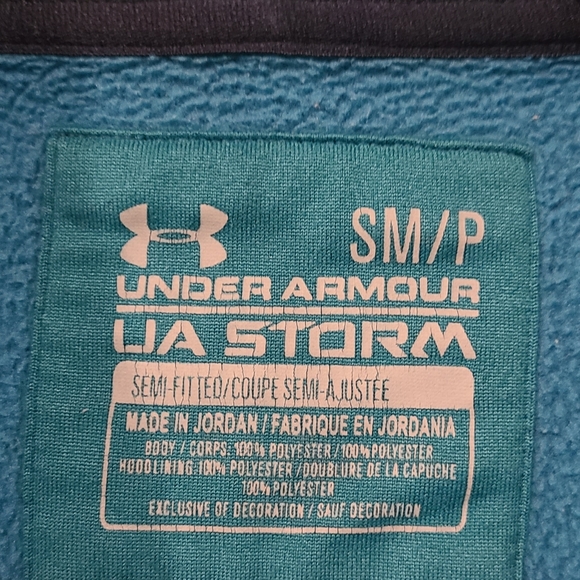 SM/P
UNDER ARMOUR
UA STORM
SEMI-FITTED/COUPE SEMI-AJUSTÉE
MADE IN JORDAN / FABRIQUE EN JORDANIA
BODY / CORPS: 100% POLYESTER / 100% POLYESTER
HOOD LINING: 100% POLYESTER / DOUBLURE DE LA CAPUCHE
100% POLYESTER
EXCLUSIVE OF DECORATION / SAUF DECORATION